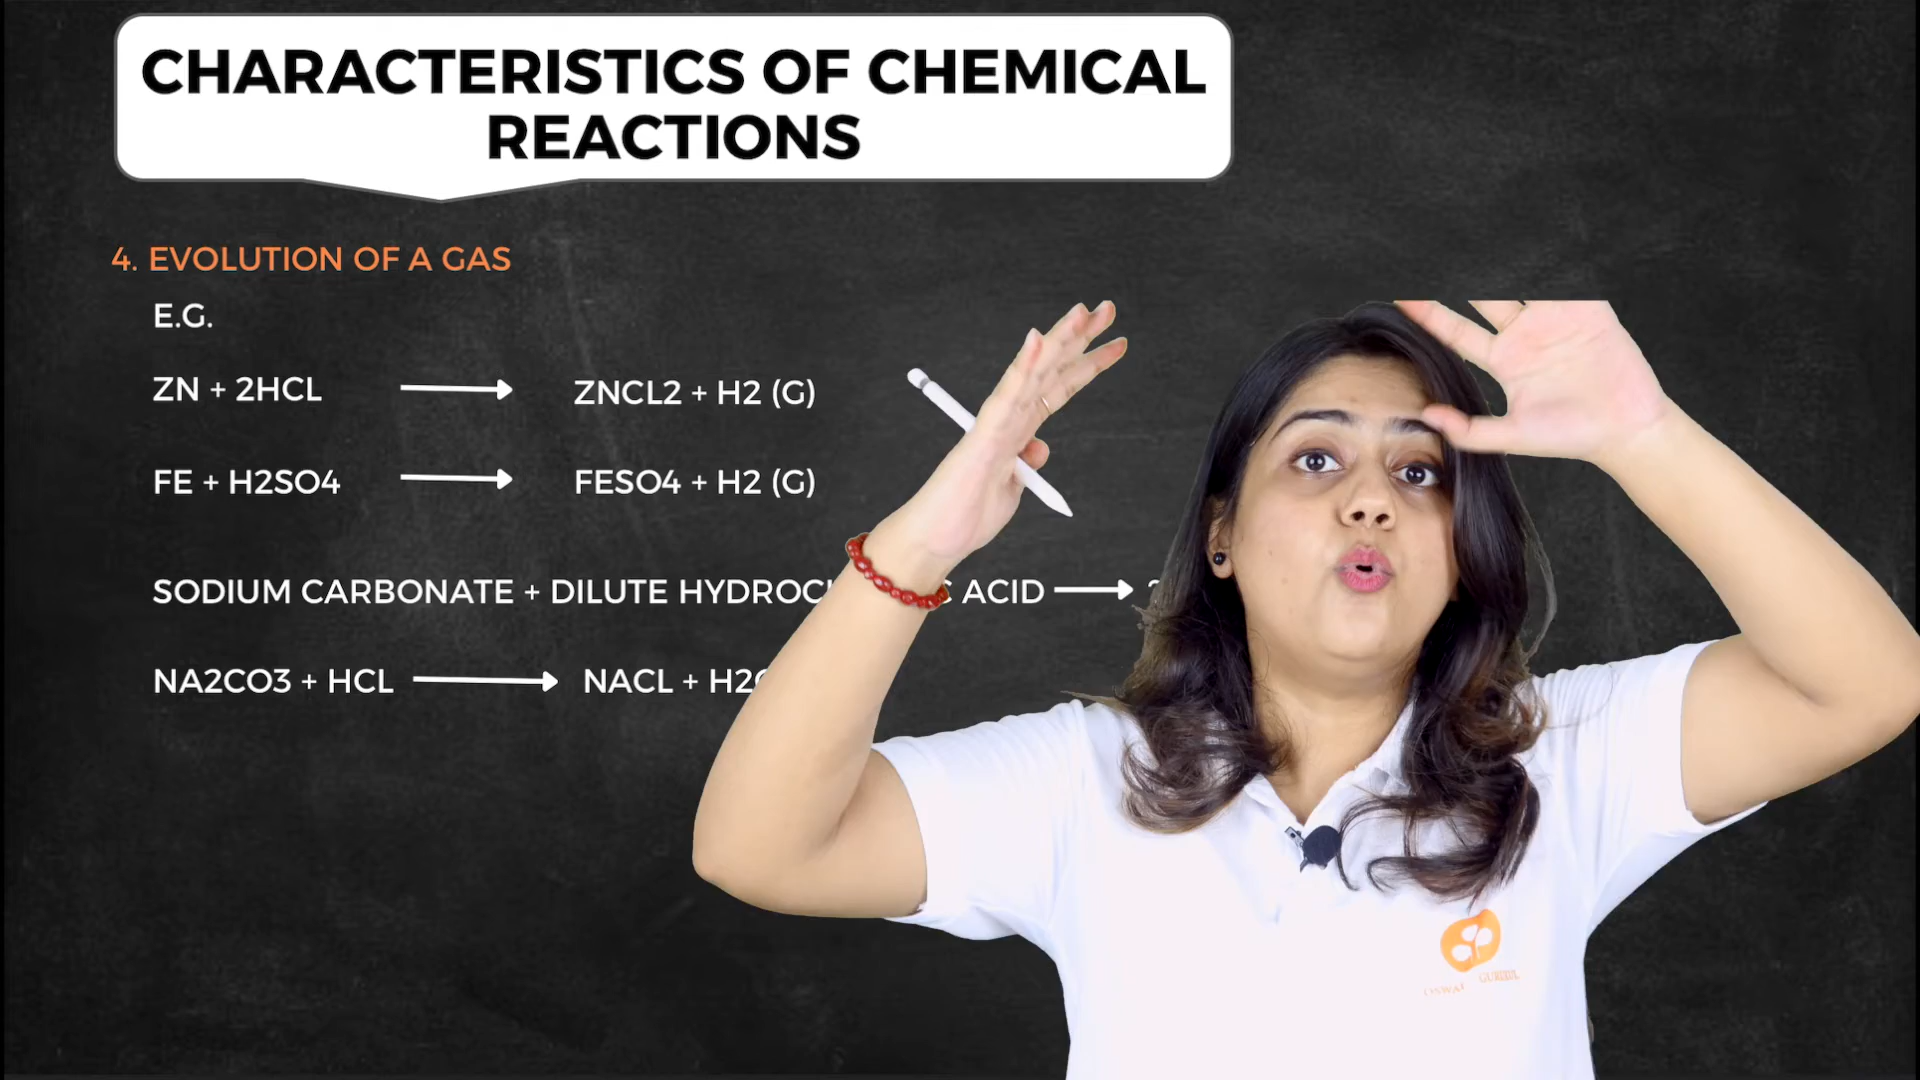 CHARACTERISTICS OF CHEMICAL
REACTIONS
4. EVOLUTION OF A GAS
E.G.
ZN + 2HCL ⟶ ZNCL2 + H2 (G)
FE + H2SO4 ⟶ FESO4 + H2 (G)
SODIUM CARBONATE + DILUTE ACID ⟶
NA2CO3 + HCL ⟶ NACL +